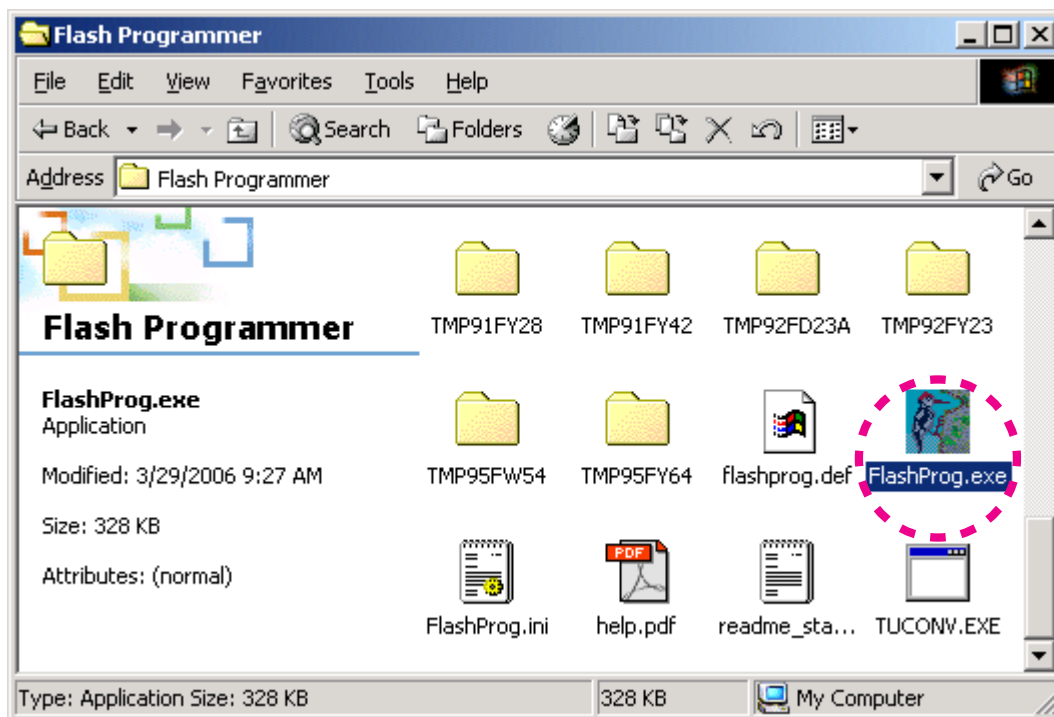 Flash Programmer
File Edit View Favorites Tools Help
Back Search Folders
Address Flash Programmer Go
Flash Programmer
FlashProg.exe
Application
Modified: 3/29/2006 9:27 AM
Size: 328 KB
Attributes: (normal)
TMP91FY28 TMP91FY42 TMP92FD23A TMP92FY23
TMP95FW54 TMP95FY64 flashprog.def FlashProg.exe
PDF
FlashProg.ini help.pdf readme_sta... TUCONV.EXE
Type: Application Size: 328 KB 328 KB My Computer